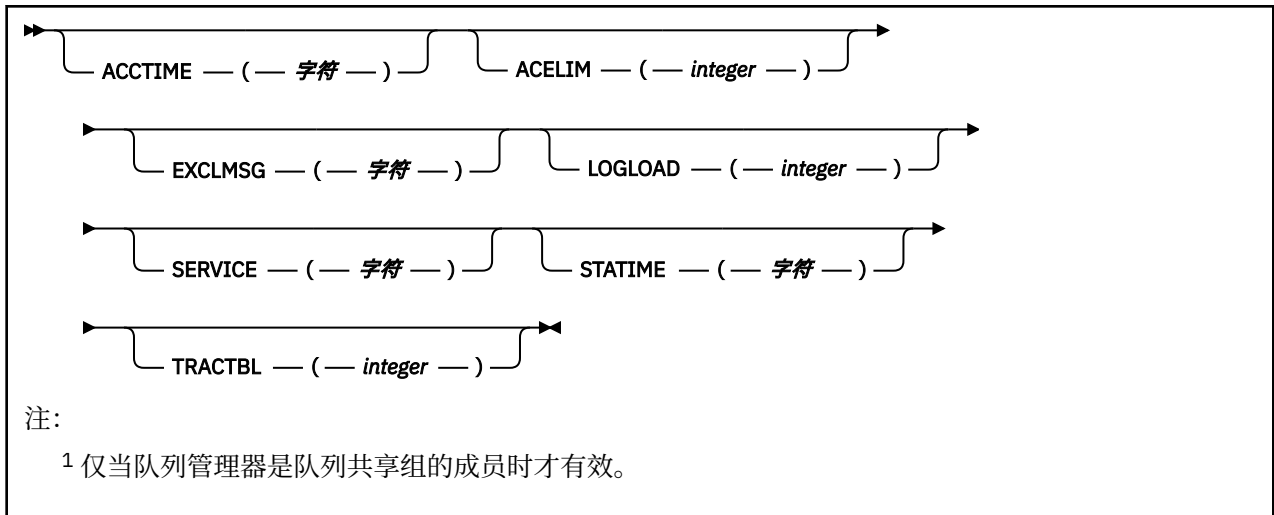 ACCTIME — ( — 字符 — ) ACELIM — ( — integer — )
EXCLMSG — ( — 字符 — ) LOGLOAD — ( — integer — )
SERVICE — ( — 字符 — ) STATIME — ( — 字符 — )
TRACTBL — ( — integer — )
注：
1 仅当队列管理器是队列共享组的成员时才有效。